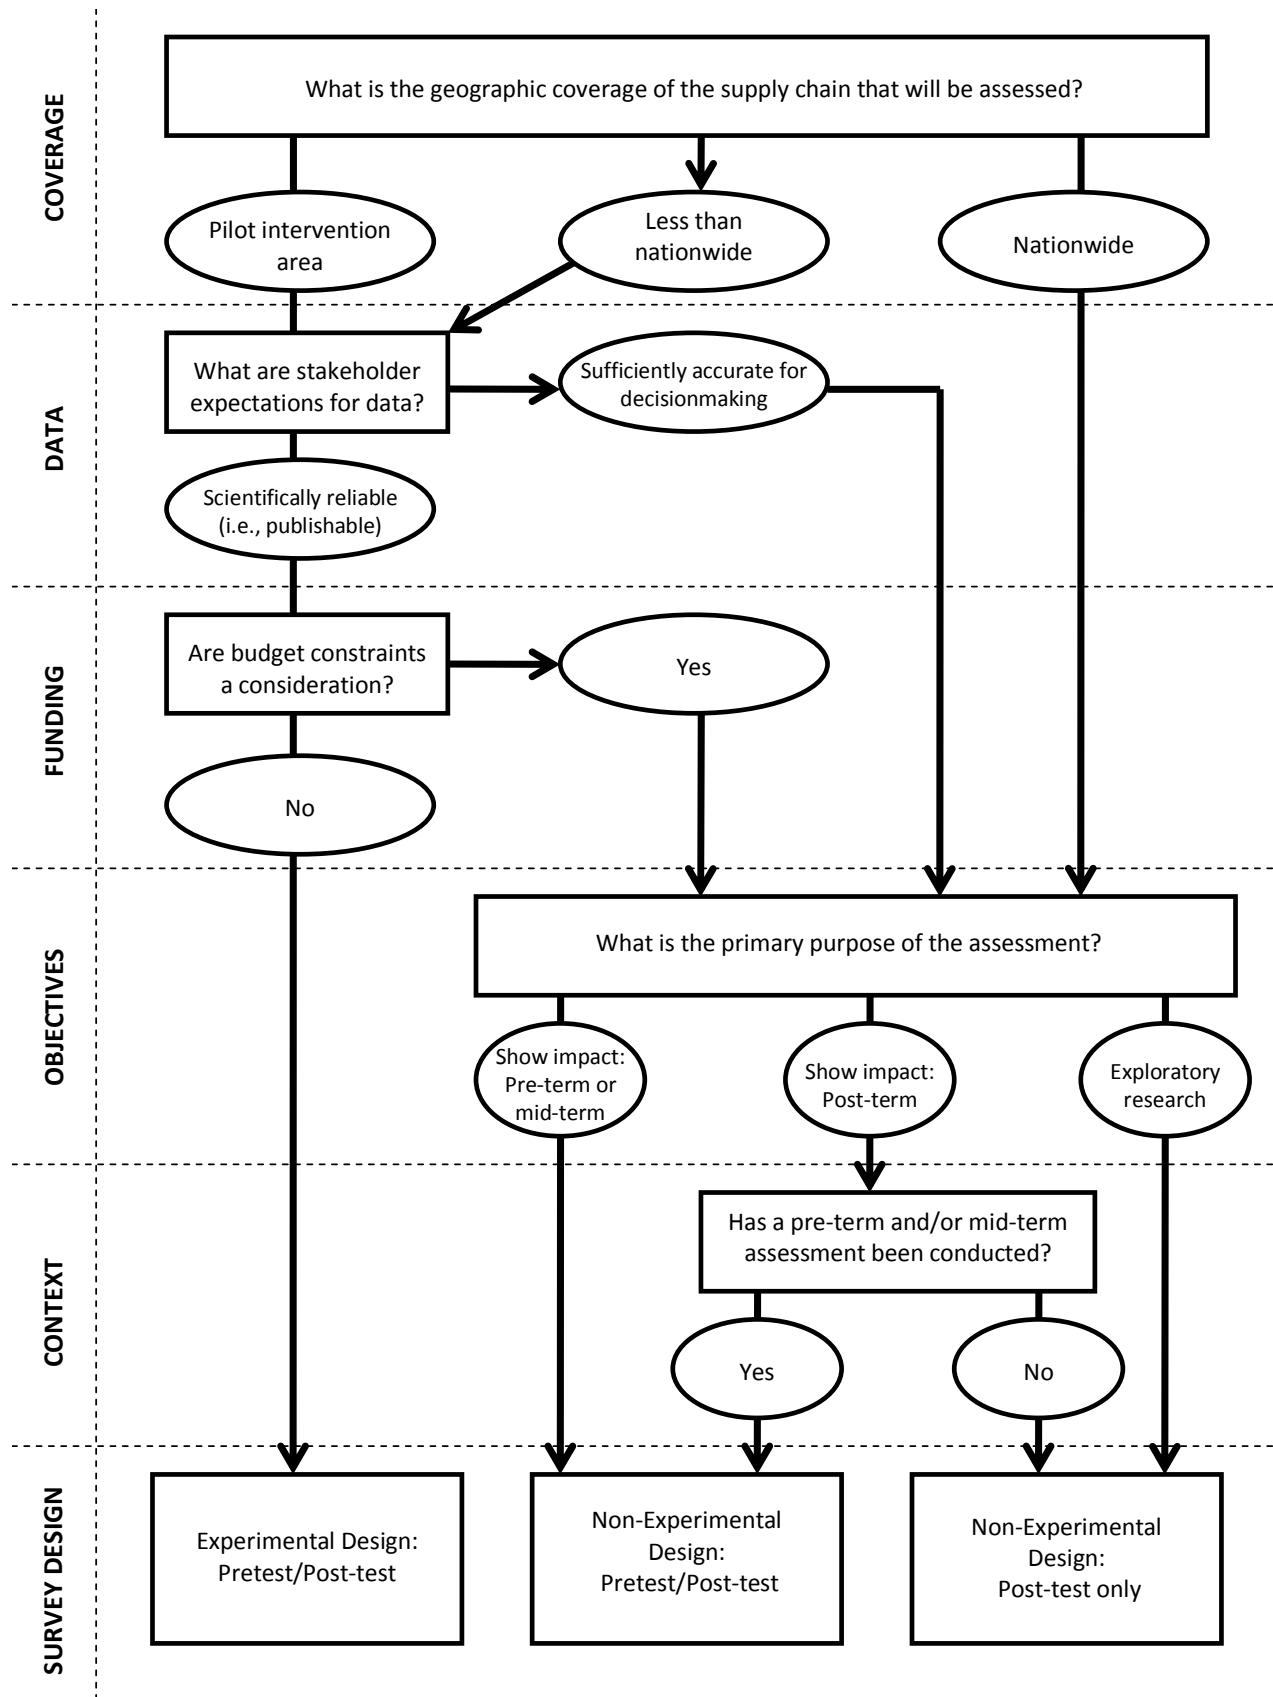 COVERAGE
What is the geographic coverage of the supply chain that will be assessed?
Pilot intervention
area
Less than
nationwide
Nationwide
DATA
What are stakeholder
expectations for data?
Sufficiently accurate for
decisionmaking
Scientifically reliable
(i.e., publishable)
FUNDING
Are budget constraints
a consideration?
Yes
No
OBJECTIVES
What is the primary purpose of the assessment?
Show impact:
Pre-term or
mid-term
Show impact:
Post-term
Exploratory
research
CONTEXT
Has a pre-term and/or mid-term
assessment been conducted?
Yes
No
SURVEY DESIGN
Experimental Design:
Pretest/Post-test
Non-Experimental
Design:
Pretest/Post-test
Non-Experimental
Design:
Post-test only